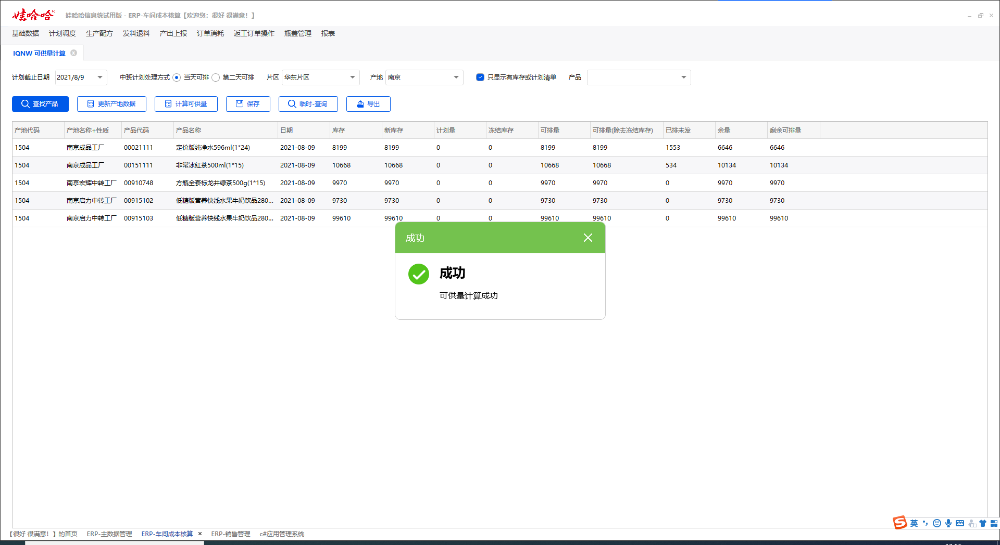 娃哈哈
娃哈哈信息统试用版 - ERP-车间成本核算【欢迎您：很好 很满意！】
基础数据 计划调度 生产配方 发料退料 产出上报 订单消耗 返工订单操作 瓶盖管理 报表
IQNW 可供量计算
计划截止日期 2021/8/9 中班计划处理方式 当天可排 第二天可排 片区 华东片区 产地 南京 只显示有库存或计划清单 产品
查找产品 更新产地数据 计算可供量 保存 临时-查询 导出
产地代码 产地名称+性质 产品代码 产品名称 日期 库存 新库存 计划量 冻结库存 可排量 可排量(除去冻结库存) 已排未发 余量 剩余可排量
1504 南京成品工厂 00021111 定价版纯净水596ml(1*24) 2021-08-09 8199 8199 0 0 8199 8199 1553 6646 6646
1504 南京成品工厂 00151111 非常冰红茶500ml(1*15) 2021-08-09 10668 10668 0 0 10668 10668 534 10134 10134
1504 南京宏辉中转工厂 00910748 方瓶全套标龙井绿茶500g(1*15) 2021-08-09 9970 9970 0 0 9970 9970 0 9970 9970
1504 南京启力中转工厂 00915102 低糖版营养快线水果牛奶饮品280... 2021-08-09 9730 9730 0 0 9730 9730 0 9730 9730
1504 南京启力中转工厂 00915103 低糖版营养快线水果牛奶饮品280... 2021-08-09 99610 99610 0 0 99610 99610 0 99610 99610
成功
成功
可供量计算成功
英
【很好 很满意！】的首页 ERP-主数据管理 ERP-车间成本核算 ERP-销售管理 c#应用管理系统